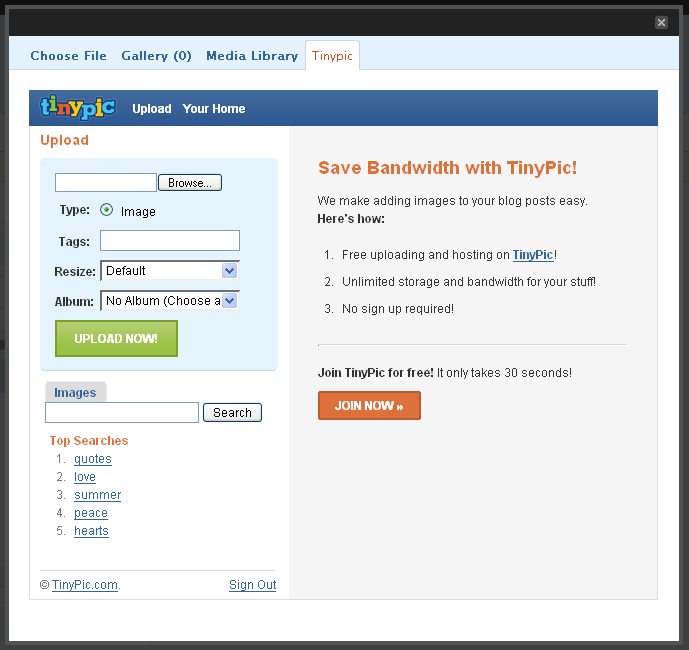 Choose File Gallery (0) Media Library Tinypic
tinypic Upload Your Home
Upload
Browse...
Type: Image
Tags:
Resize: Default
Album: No Album (Choose a
UPLOAD NOW!
Images
Search
Top Searches
1. quotes
2. love
3. summer
4. peace
5. hearts
© TinyPic.com. Sign Out
Save Bandwidth with TinyPic!
We make adding images to your blog posts easy.
Here's how:
1. Free uploading and hosting on TinyPic!
2. Unlimited storage and bandwidth for your stuff!
3. No sign up required!
Join TinyPic for free! It only takes 30 seconds!
JOIN NOW »